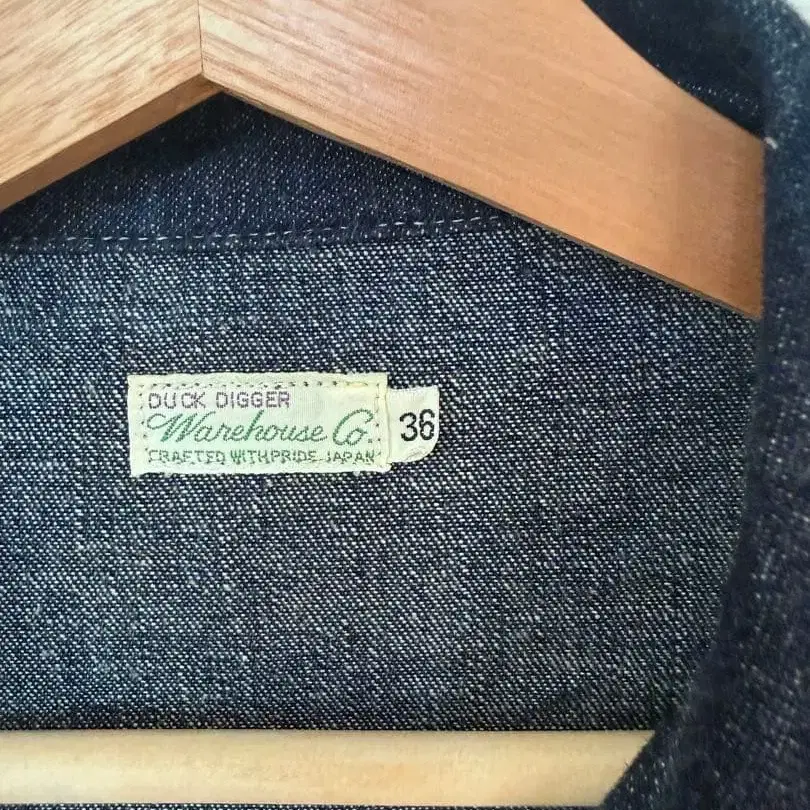 DUCK DIGGER
Warehouse Co.
CRAFTED WITH PRIDE JAPAN
36